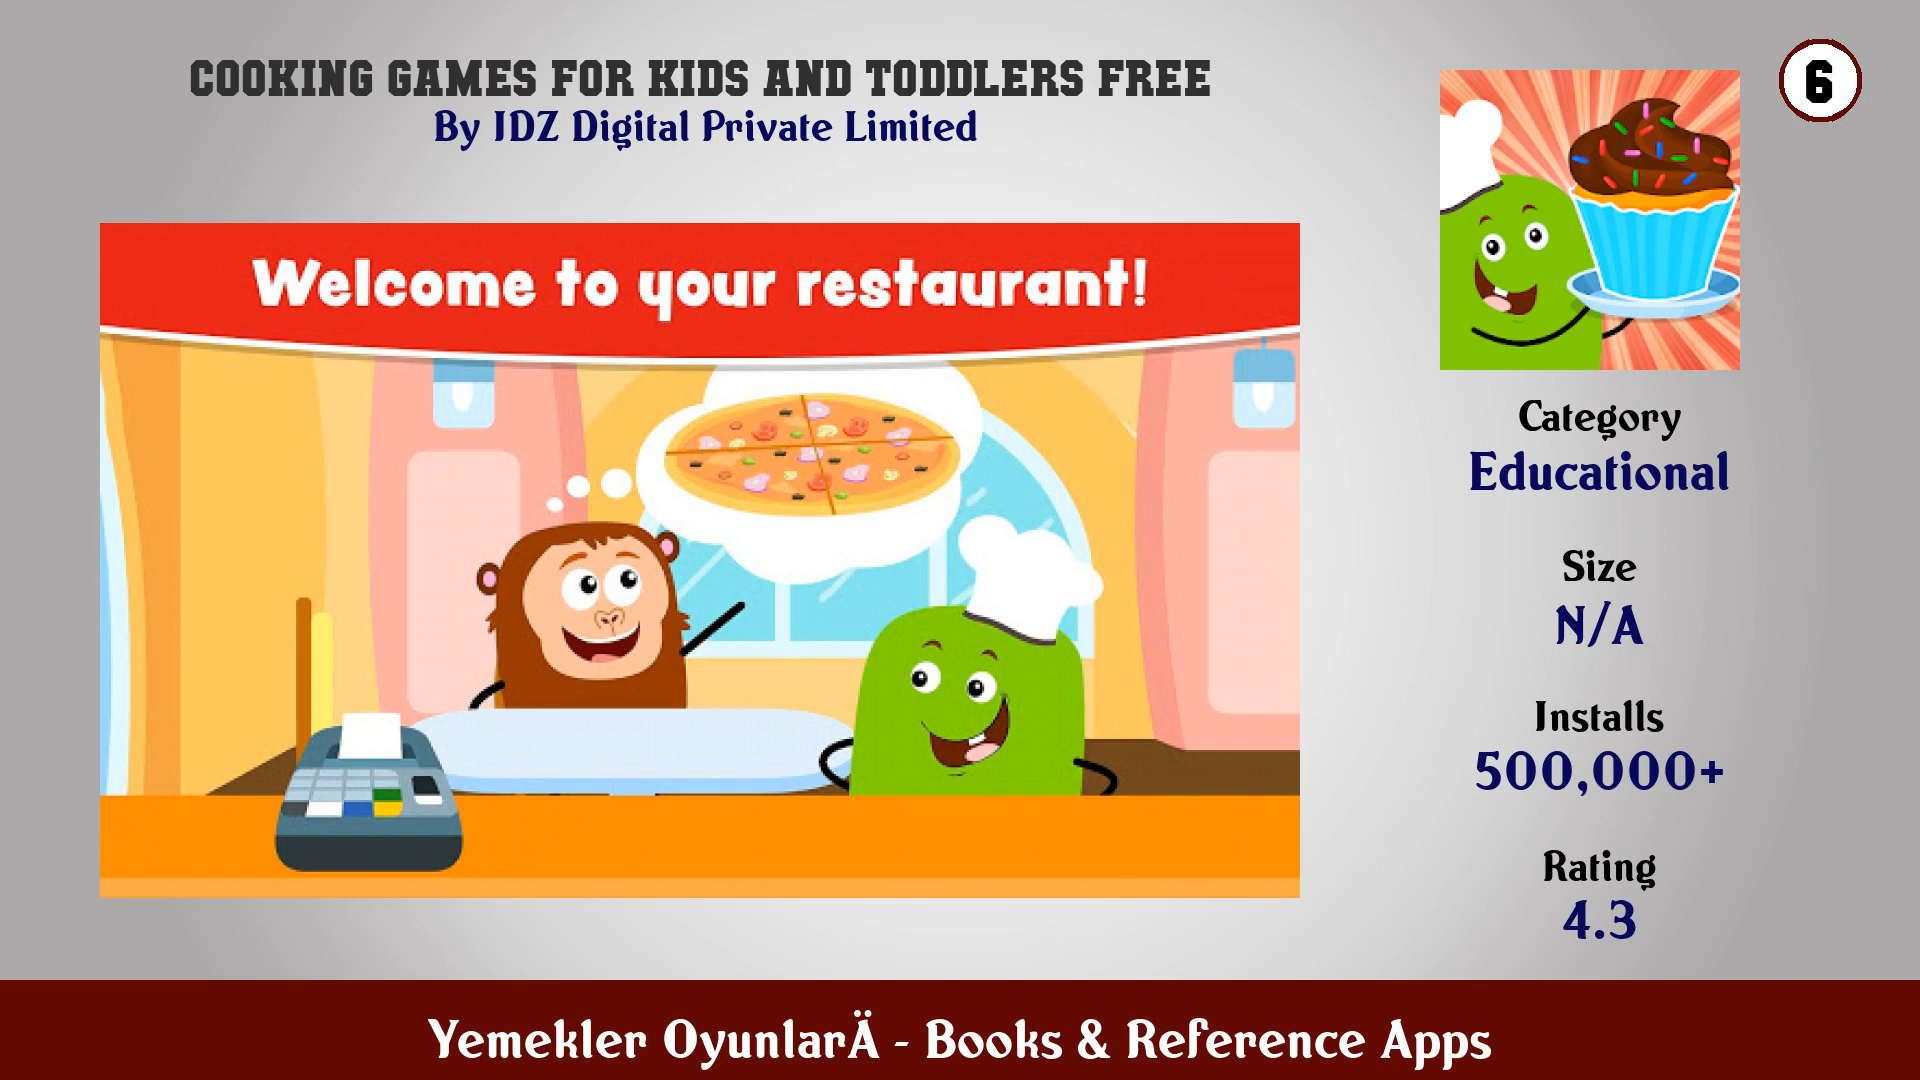 COOKING GAMES FOR KIDS AND TODDLERS FREE
By IDZ Digital Private Limited
6
Welcome to your restaurant!
Category
Educational
Size
N/A
Installs
500,000+
Rating
4.3
Yemekler OyunlarÄ - Books & Reference Apps